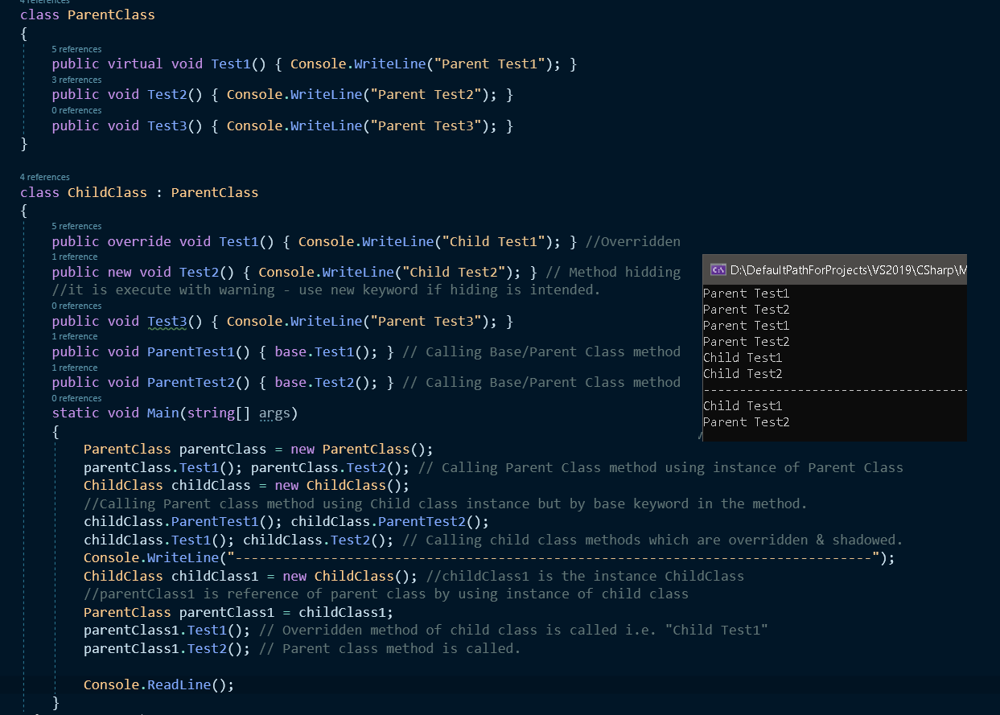 4 references
class ParentClass
{
5 references
public virtual void Test1() { Console.WriteLine("Parent Test1"); }
3 references
public void Test2() { Console.WriteLine("Parent Test2"); }
0 references
public void Test3() { Console.WriteLine("Parent Test3"); }
}
4 references
class ChildClass : ParentClass
{
5 references
public override void Test1() { Console.WriteLine("Child Test1"); } //Overridden
1 reference
public new void Test2() { Console.WriteLine("Child Test2"); } // Method hidding
//it is execute with warning - use new keyword if hiding is intended.
0 references
public void Test3() { Console.WriteLine("Parent Test3"); }
1 reference
public void ParentTest1() { base.Test1(); } // Calling Base/Parent Class method
1 reference
public void ParentTest2() { base.Test2(); } // Calling Base/Parent Class method
0 references
static void Main(string[] args)
{
ParentClass parentClass = new ParentClass();
parentClass.Test1(); parentClass.Test2(); // Calling Parent Class method using instance of Parent Class
ChildClass childClass = new ChildClass();
//Calling Parent class method using Child class instance but by base keyword in the method.
childClass.ParentTest1(); childClass.ParentTest2();
childClass.Test1(); childClass.Test2(); // Calling child class methods which are overridden & shadowed.
Console.WriteLine("--------------------------------------------------------------------------------");
ChildClass childClass1 = new ChildClass(); //childClass1 is the instance ChildClass
//parentClass1 is reference of parent class by using instance of child class
ParentClass parentClass1 = childClass1;
parentClass1.Test1(); // Overridden method of child class is called i.e. "Child Test1"
parentClass1.Test2(); // Parent class method is called.
Console.ReadLine();
}
D:\DefaultPathForProjects\VS2019\CSharp\M
Parent Test1
Parent Test2
Parent Test1
Parent Test2
Child Test1
Child Test2
-------------------------------------
Child Test1
Parent Test2